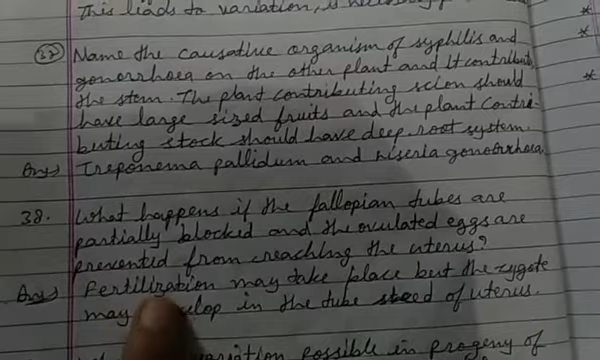 This leads to variation, is necessary
37 Name the causative organism of syphilis and
gonorrhoea on the other plant and it contributes
the stem. The plant contributing scion should
have large sized fruits and the plant contri-
buting stock should have deep root system.
Ans) Treponema pallidum and Niseria gonorrhoea.
38. What happens if the fallopian tubes are
partially blocked and the ovulated eggs are
prevented from reaching the uterus?
Ans) Fertilization may take place but the zygote
may in the tube steed of uterus.
variation possible in progeny of